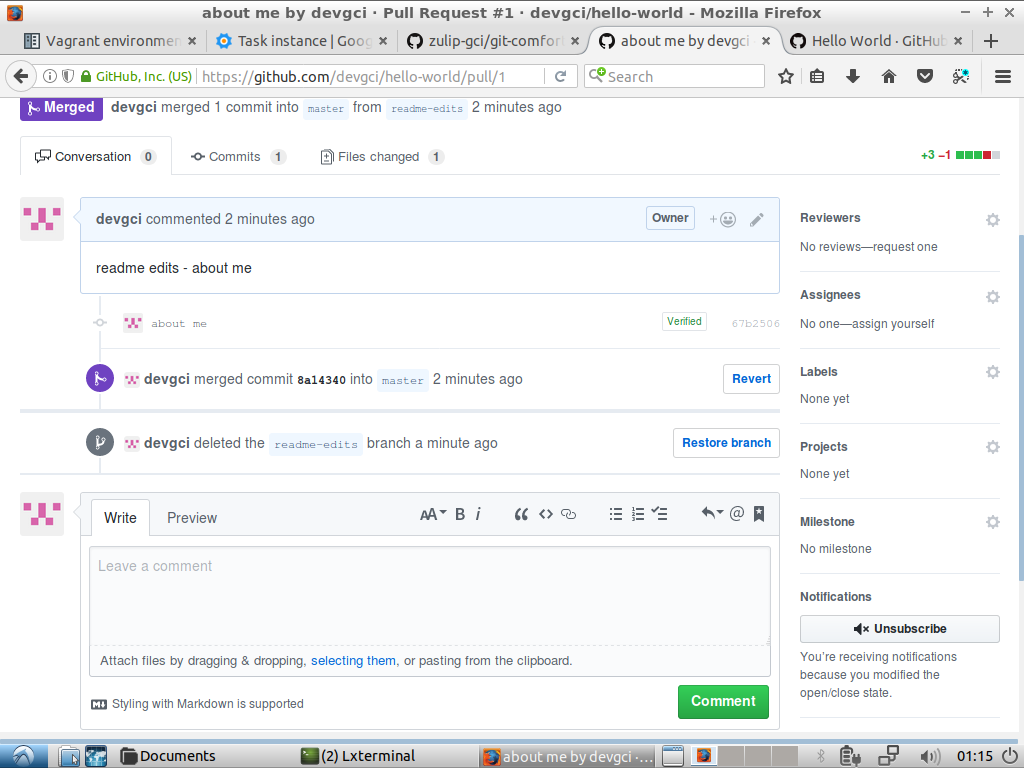 about me by devgci · Pull Request #1 · devgci/hello-world - Mozilla Firefox
Vagrant environmen
Task instance | Goog
zulip-gci/git-comfort
about me by devgci
Hello World · GitHub
GitHub, Inc. (US)
https://github.com/devgci/hello-world/pull/1
Search
Merged devgci merged 1 commit into master from readme-edits 2 minutes ago
Conversation 0
Commits 1
Files changed 1
+3 −1
devgci commented 2 minutes ago
Owner
readme edits - about me
about me
Verified
67b2506
devgci merged commit 8a14340 into master 2 minutes ago
Revert
devgci deleted the readme-edits branch a minute ago
Restore branch
Write
Preview
AA B i
@
Leave a comment
Attach files by dragging & dropping, selecting them, or pasting from the clipboard.
Styling with Markdown is supported
Comment
Reviewers
No reviews—request one
Assignees
No one—assign yourself
Labels
None yet
Projects
None yet
Milestone
No milestone
Notifications
Unsubscribe
You're receiving notifications
because you modified the
open/close state.
Documents
(2) Lxterminal
about me by devgci ·...
01:15